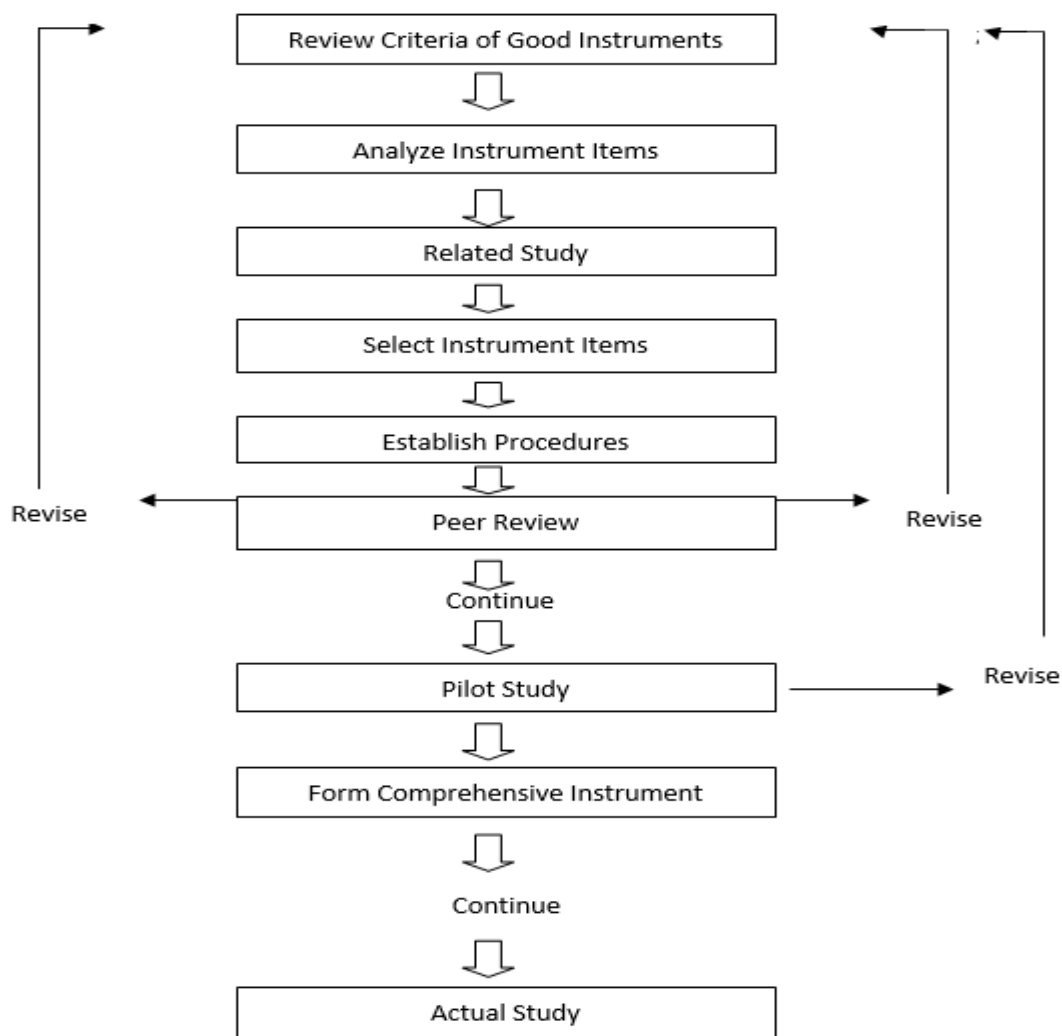 Review Criteria of Good Instruments
Analyze Instrument Items
Related Study
Select Instrument Items
Establish Procedures
Revise
Peer Review
Revise
Continue
Pilot Study
Revise
Form Comprehensive Instrument
Continue
Actual Study